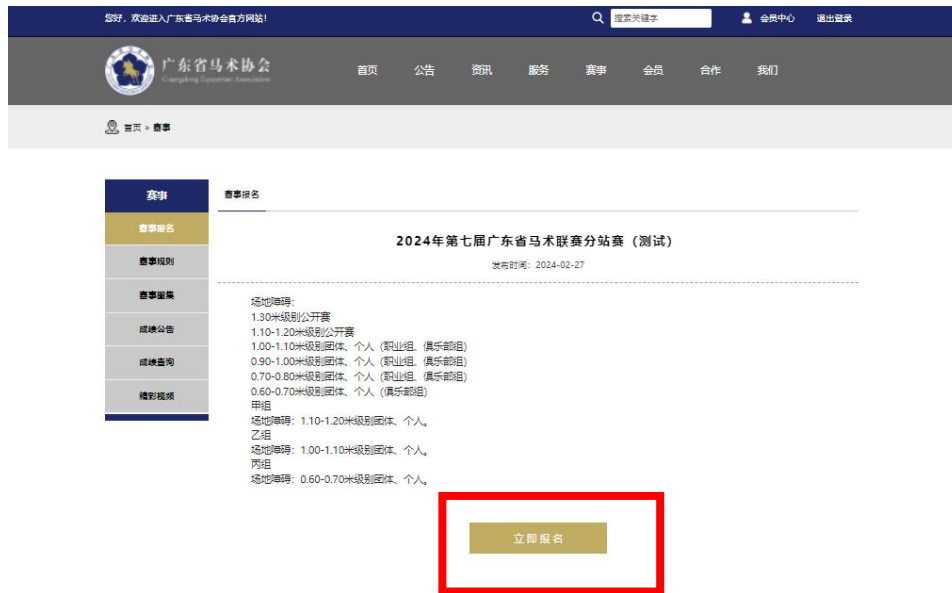 您好，欢迎进入广东省马术协会官方网站！
搜索关键字
会员中心
退出登录
广东省马术协会
Guangdong Equestrian Association
首页 公告 资讯 服务 赛事 会员 合作 我们
首页 > 赛事
赛事
赛事报名
赛事规则
赛事图集
成绩公告
成绩查询
精彩视频
赛事报名
2024年第七届广东省马术联赛分站赛（测试）
发布时间：2024-02-27
场地障碍：
1.30米级别公开赛
1.10-1.20米级别公开赛
1.00-1.10米级别团体、个人（职业组、俱乐部组）
0.90-1.00米级别团体、个人（职业组、俱乐部组）
0.70-0.80米级别团体、个人（职业组、俱乐部组）
0.60-0.70米级别团体、个人（俱乐部组）
甲组
场地障碍：1.10-1.20米级别团体、个人。
乙组
场地障碍：1.00-1.10米级别团体、个人。
丙组
场地障碍：0.60-0.70米级别团体、个人。
立即报名